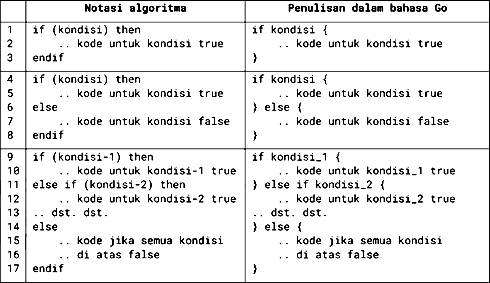 Notasi algoritma Penulisan dalam bahasa Go
1 if (kondisi) then if kondisi {
2 .. kode untuk kondisi true .. kode untuk kondisi true
3 endif }
4 if (kondisi) then if kondisi {
5 .. kode untuk kondisi true .. kode untuk kondisi true
6 else } else {
7 .. kode untuk kondisi false .. kode untuk kondisi false
8 endif }
9 if (kondisi-1) then if kondisi_1 {
10 .. kode untuk kondisi-1 true .. kode untuk kondisi_1 true
11 else if (kondisi-2) then } else if kondisi_2 {
12 .. kode untuk kondisi-2 true .. kode untuk kondisi_2 true
13 .. dst. dst. .. dst. dst.
14 else } else {
15 .. kode jika semua kondisi .. kode jika semua kondisi
16 .. di atas false .. di atas false
17 endif }